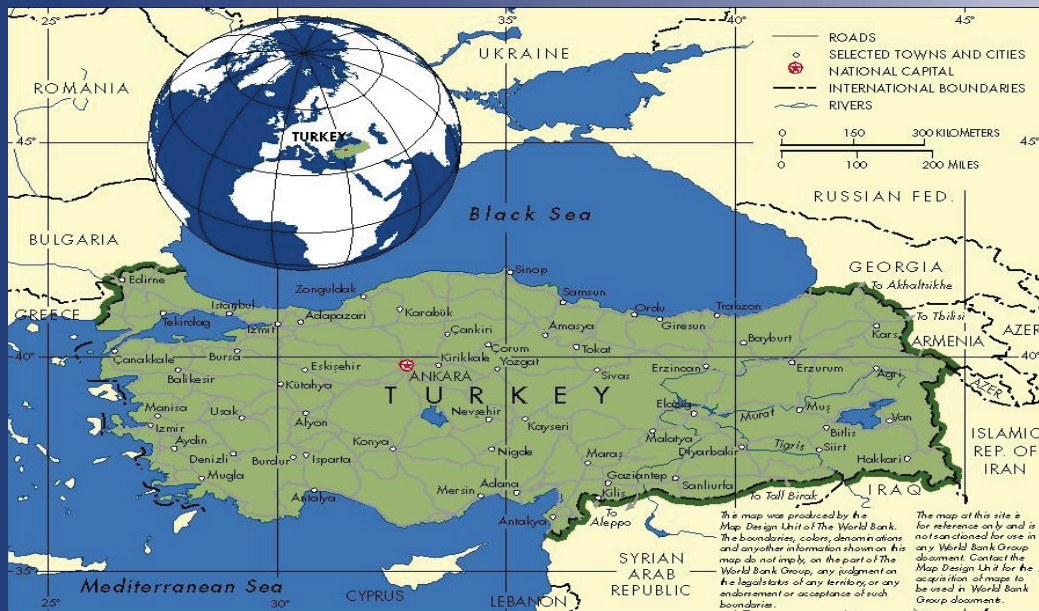 25°
35°
40°
45°
UKRAINE
ROMANIA
TURKEY
ROADS
SELECTED TOWNS AND CITIES
NATIONAL CAPITAL
INTERNATIONAL BOUNDARIES
RIVERS
0 150 300 KILOMETERS
0 100 200 MILES
45°
45°
RUSSIAN FED.
Black Sea
BULGARIA
GEORGIA
To Akhaltsikhe
Sinop
Edirne
Zonguldak
Samsun
Istanbul
Karabük
Ordu
Trabzon
To Tbilisi
GREECE
Tekirdag
Izmit
Adapazari
Giresun
AZER.
Çankiri
Amasya
Kars
ARMENIA
Çorum
Tokat
Bayburt
40°
40°
Çanakkale
Bursa
Kirikkale
Yozgat
Eskisehir
ANKARA
Sivas
Erzincan
Erzurum
Agri
Balikesir
Kütahya
AZER.
TURKEY
Manisa
Usak
Elazig
Murat
Muş
Nevşehir
Van
Izmir
Afyon
Kayseri
Bitlis
Aydin
Konya
Malatya
Tigris
ISLAMIC
REP. OF
IRAN
Denizli
Burdur
Isparta
Nigde
Diyarbakir
Siirt
Hakkari
Maraş
Mugla
Gaziantep
Sanliurfa
Antalya
Mersin
Adana
Kilis
To Tall Birak
IRAQ
Antakya
To
Aleppo
This map was produced by the
Map Design Unit of The World Bank.
The boundaries, colors, denominations
and any other information shown on this
map do not imply, on the part of The
World Bank Group, any judgment on
the legal status of any territory, or any
endorsement or acceptance of such
boundaries.
The map at this site is
for reference only and is
not sanctioned for use in
any World Bank Group
document. Contact the
Map Design Unit for the
acquisition of maps to
be used in World Bank
Group documents.
SYRIAN
ARAB
REPUBLIC
35°
Mediterranean Sea
30°
CYPRUS
35°
LEBANON
40°
45°